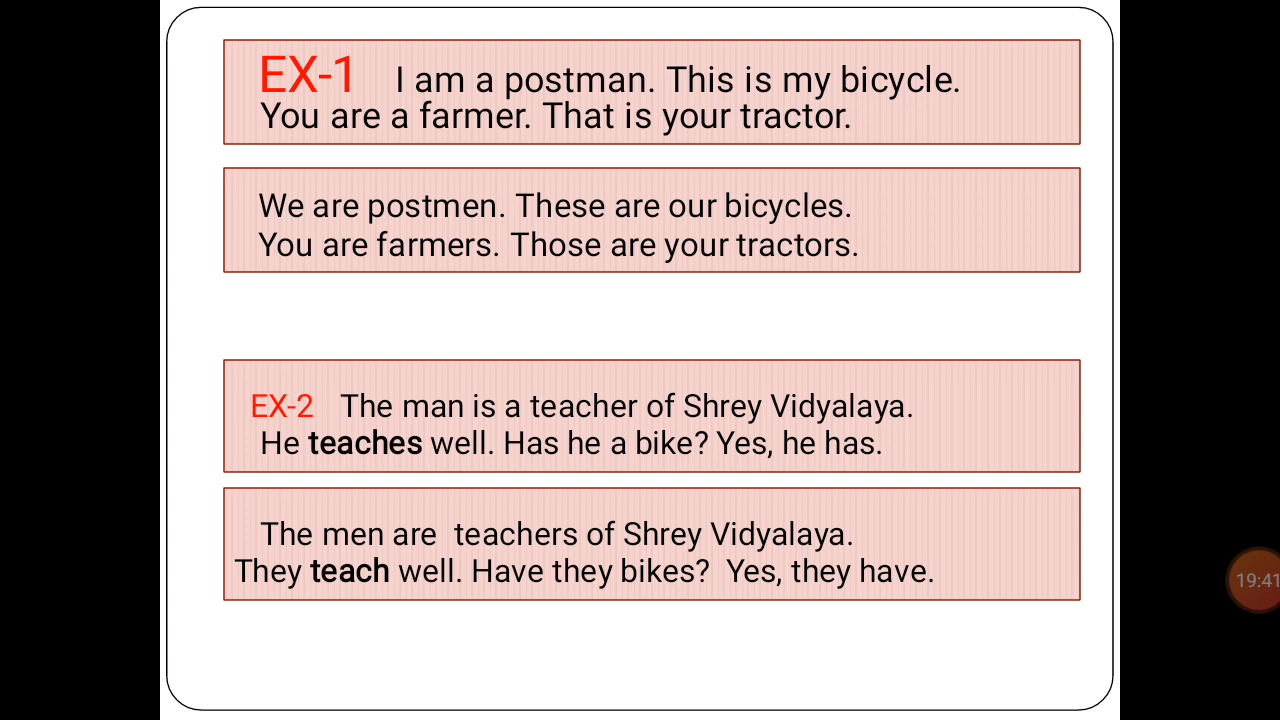 EX-1 I am a postman. This is my bicycle.
You are a farmer. That is your tractor.
We are postmen. These are our bicycles.
You are farmers. Those are your tractors.
EX-2 The man is a teacher of Shrey Vidyalaya.
He teaches well. Has he a bike? Yes, he has.
The men are teachers of Shrey Vidyalaya.
They teach well. Have they bikes? Yes, they have.
19:41